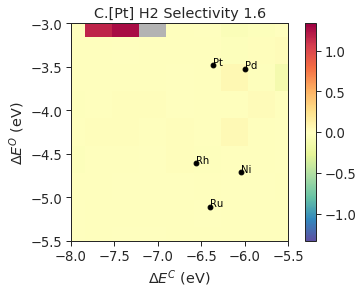 C.[Pt] H2 Selectivity 1.6
−3.0
−3.5
−4.0
−4.5
−5.0
−5.5
ΔE^O (eV)
Pt
Pd
Rh
Ni
Ru
−8.0 −7.5 −7.0 −6.5 −6.0 −5.5
ΔE^C (eV)
1.0
0.5
0.0
−0.5
−1.0